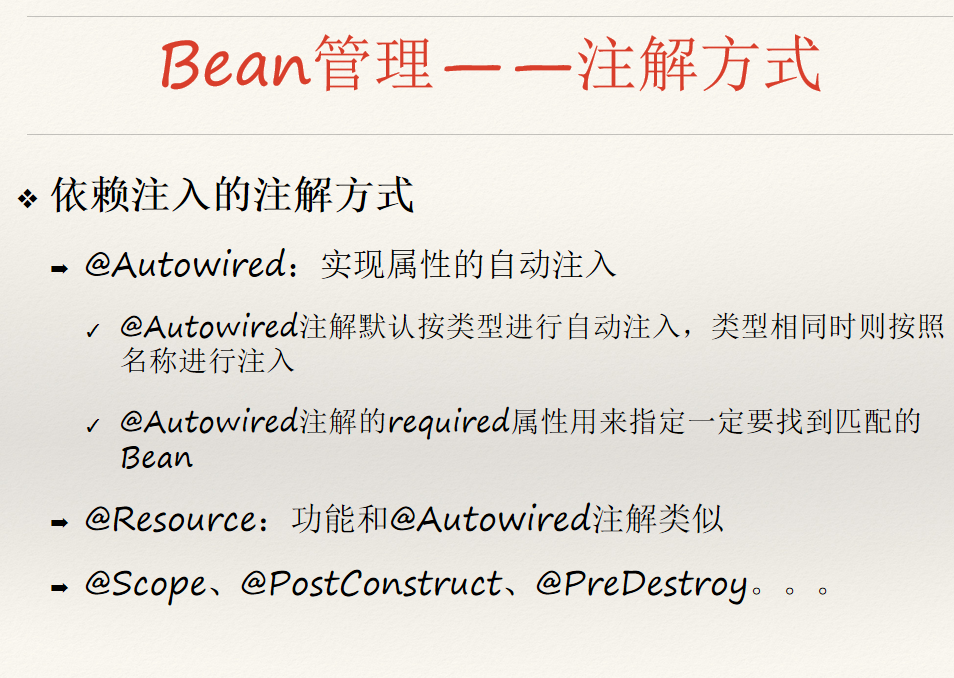 Bean管理——注解方式
依赖注入的注解方式
@Autowired：实现属性的自动注入
@Autowired注解默认按类型进行自动注入，类型相同时则按照
名称进行注入
@Autowired注解的required属性用来指定一定要找到匹配的
Bean
@Resource：功能和@Autowired注解类似
@Scope、@PostConstruct、@PreDestroy。。。